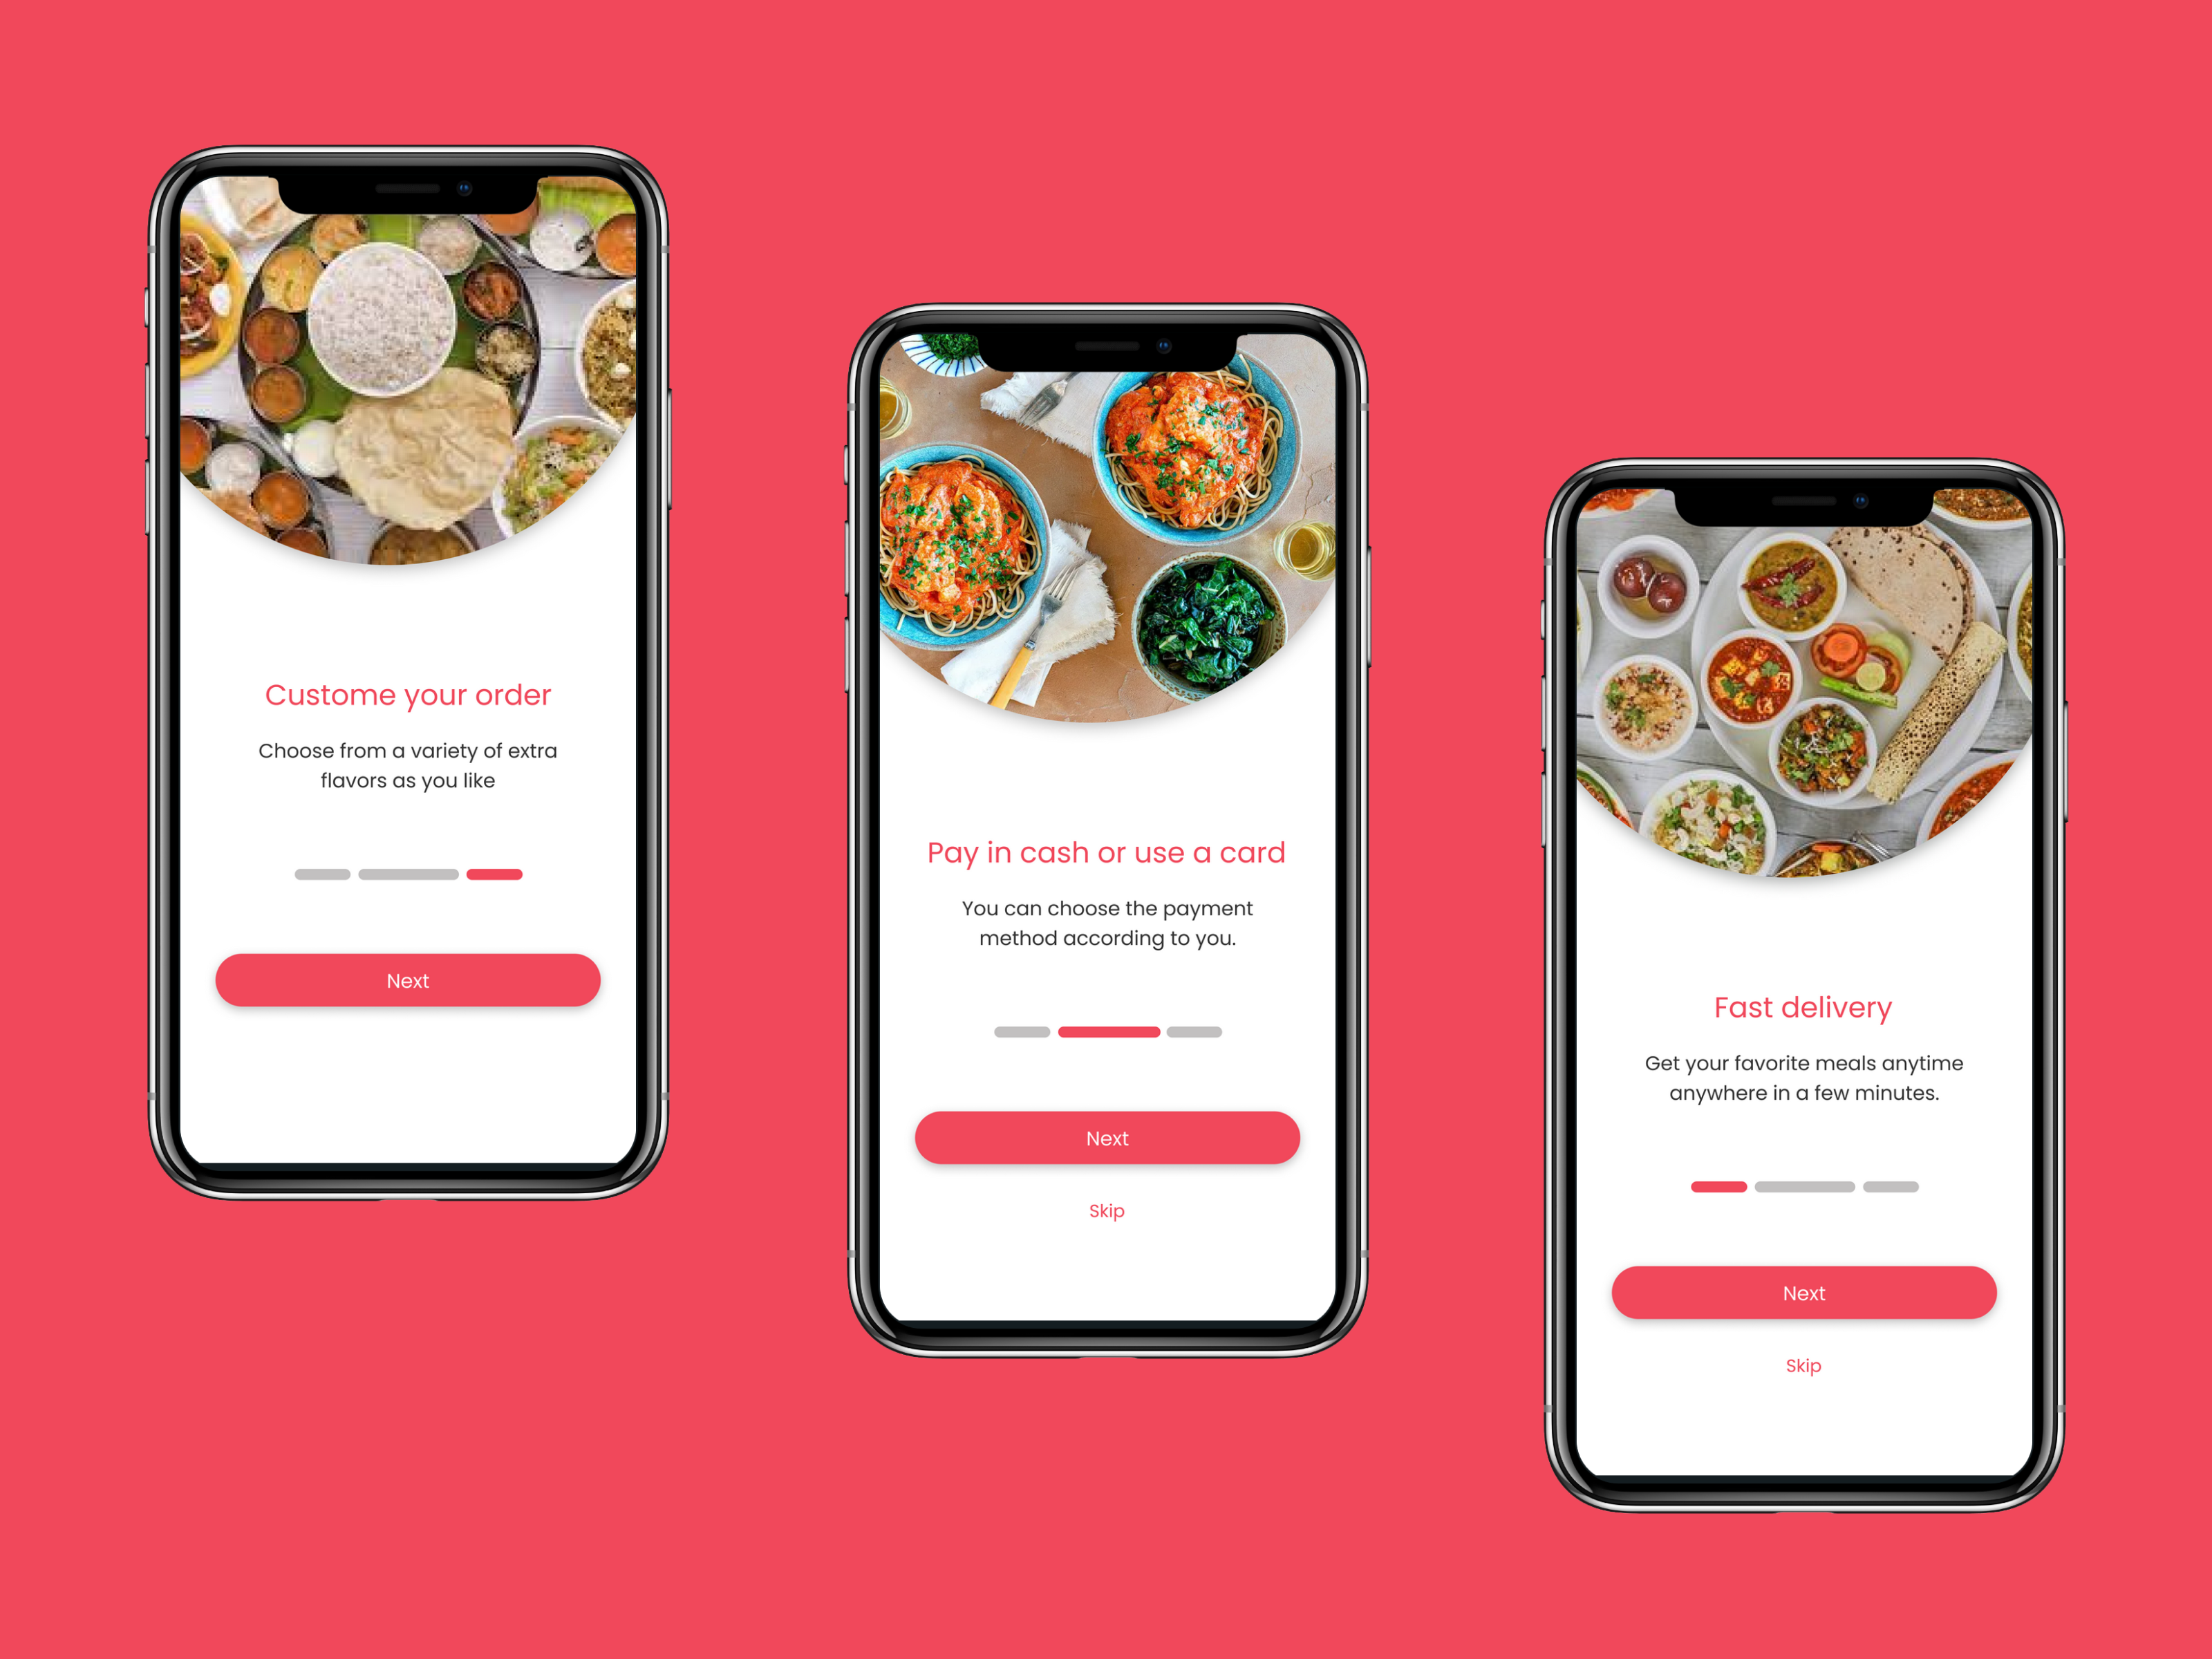 Custome your order
Choose from a variety of extra
flavors as you like
Next
Pay in cash or use a card
You can choose the payment
method according to you.
Next
Skip
Fast delivery
Get your favorite meals anytime
anywhere in a few minutes.
Next
Skip